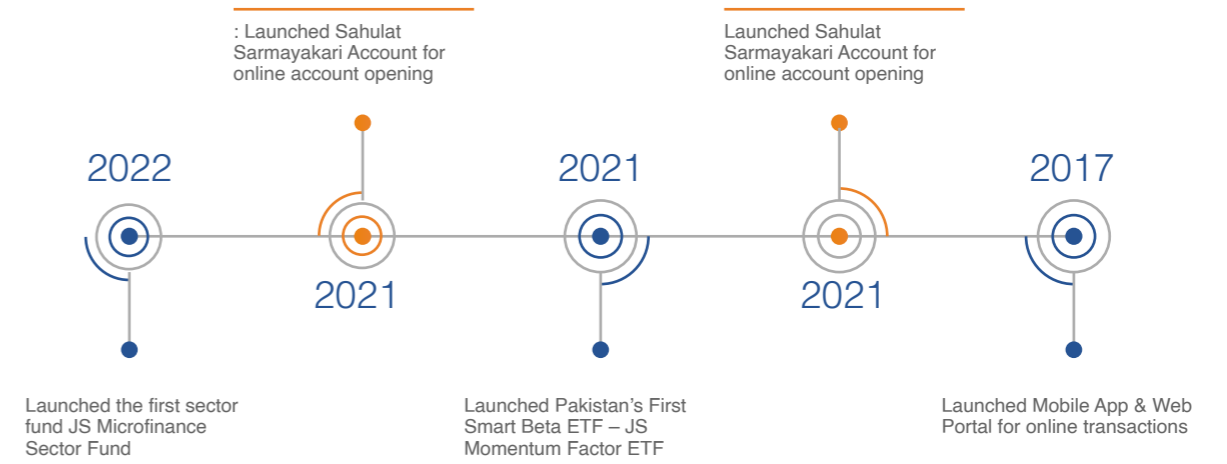 : Launched Sahulat
Sarmayakari Account for
online account opening
Launched Sahulat
Sarmayakari Account for
online account opening
2022
2021
2017
2021
2021
Launched the first sector
fund JS Microfinance
Sector Fund
Launched Pakistan’s First
Smart Beta ETF – JS
Momentum Factor ETF
Launched Mobile App & Web
Portal for online transactions